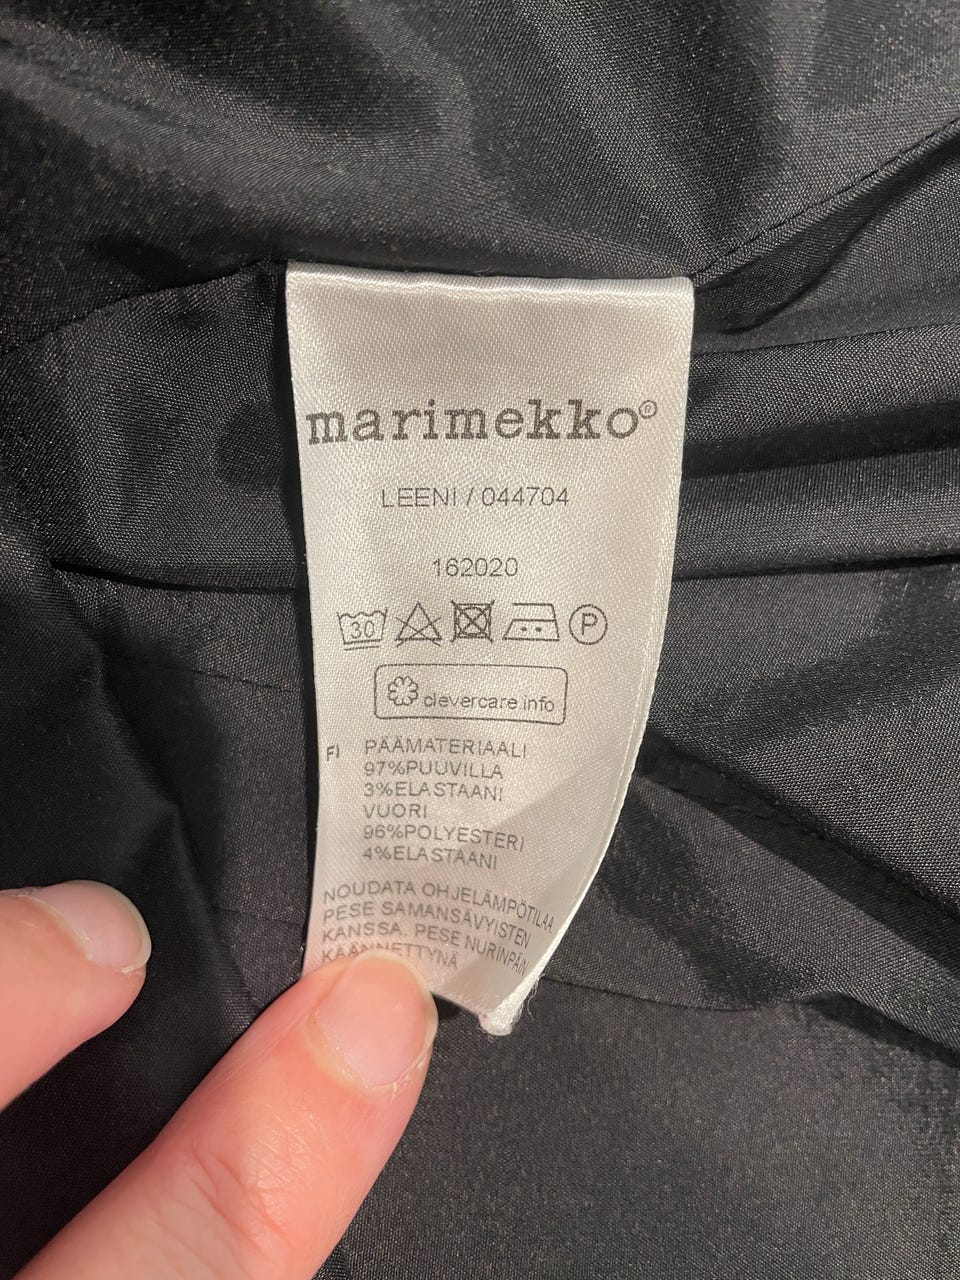 marimekko®
LEENI / 044704
162020
30 P
clevercare.info
FI PÄÄMATERIAALI
97%PUUVILLA
3%ELASTAANI
VUORI
96%POLYESTERI
4%ELASTAANI
NOUDATA OHJELÄMPÖTILAA
PESE SAMANSÄVYISTEN
KANSSA. PESE NURINPÄIN
KÄÄNNETTYNÄ